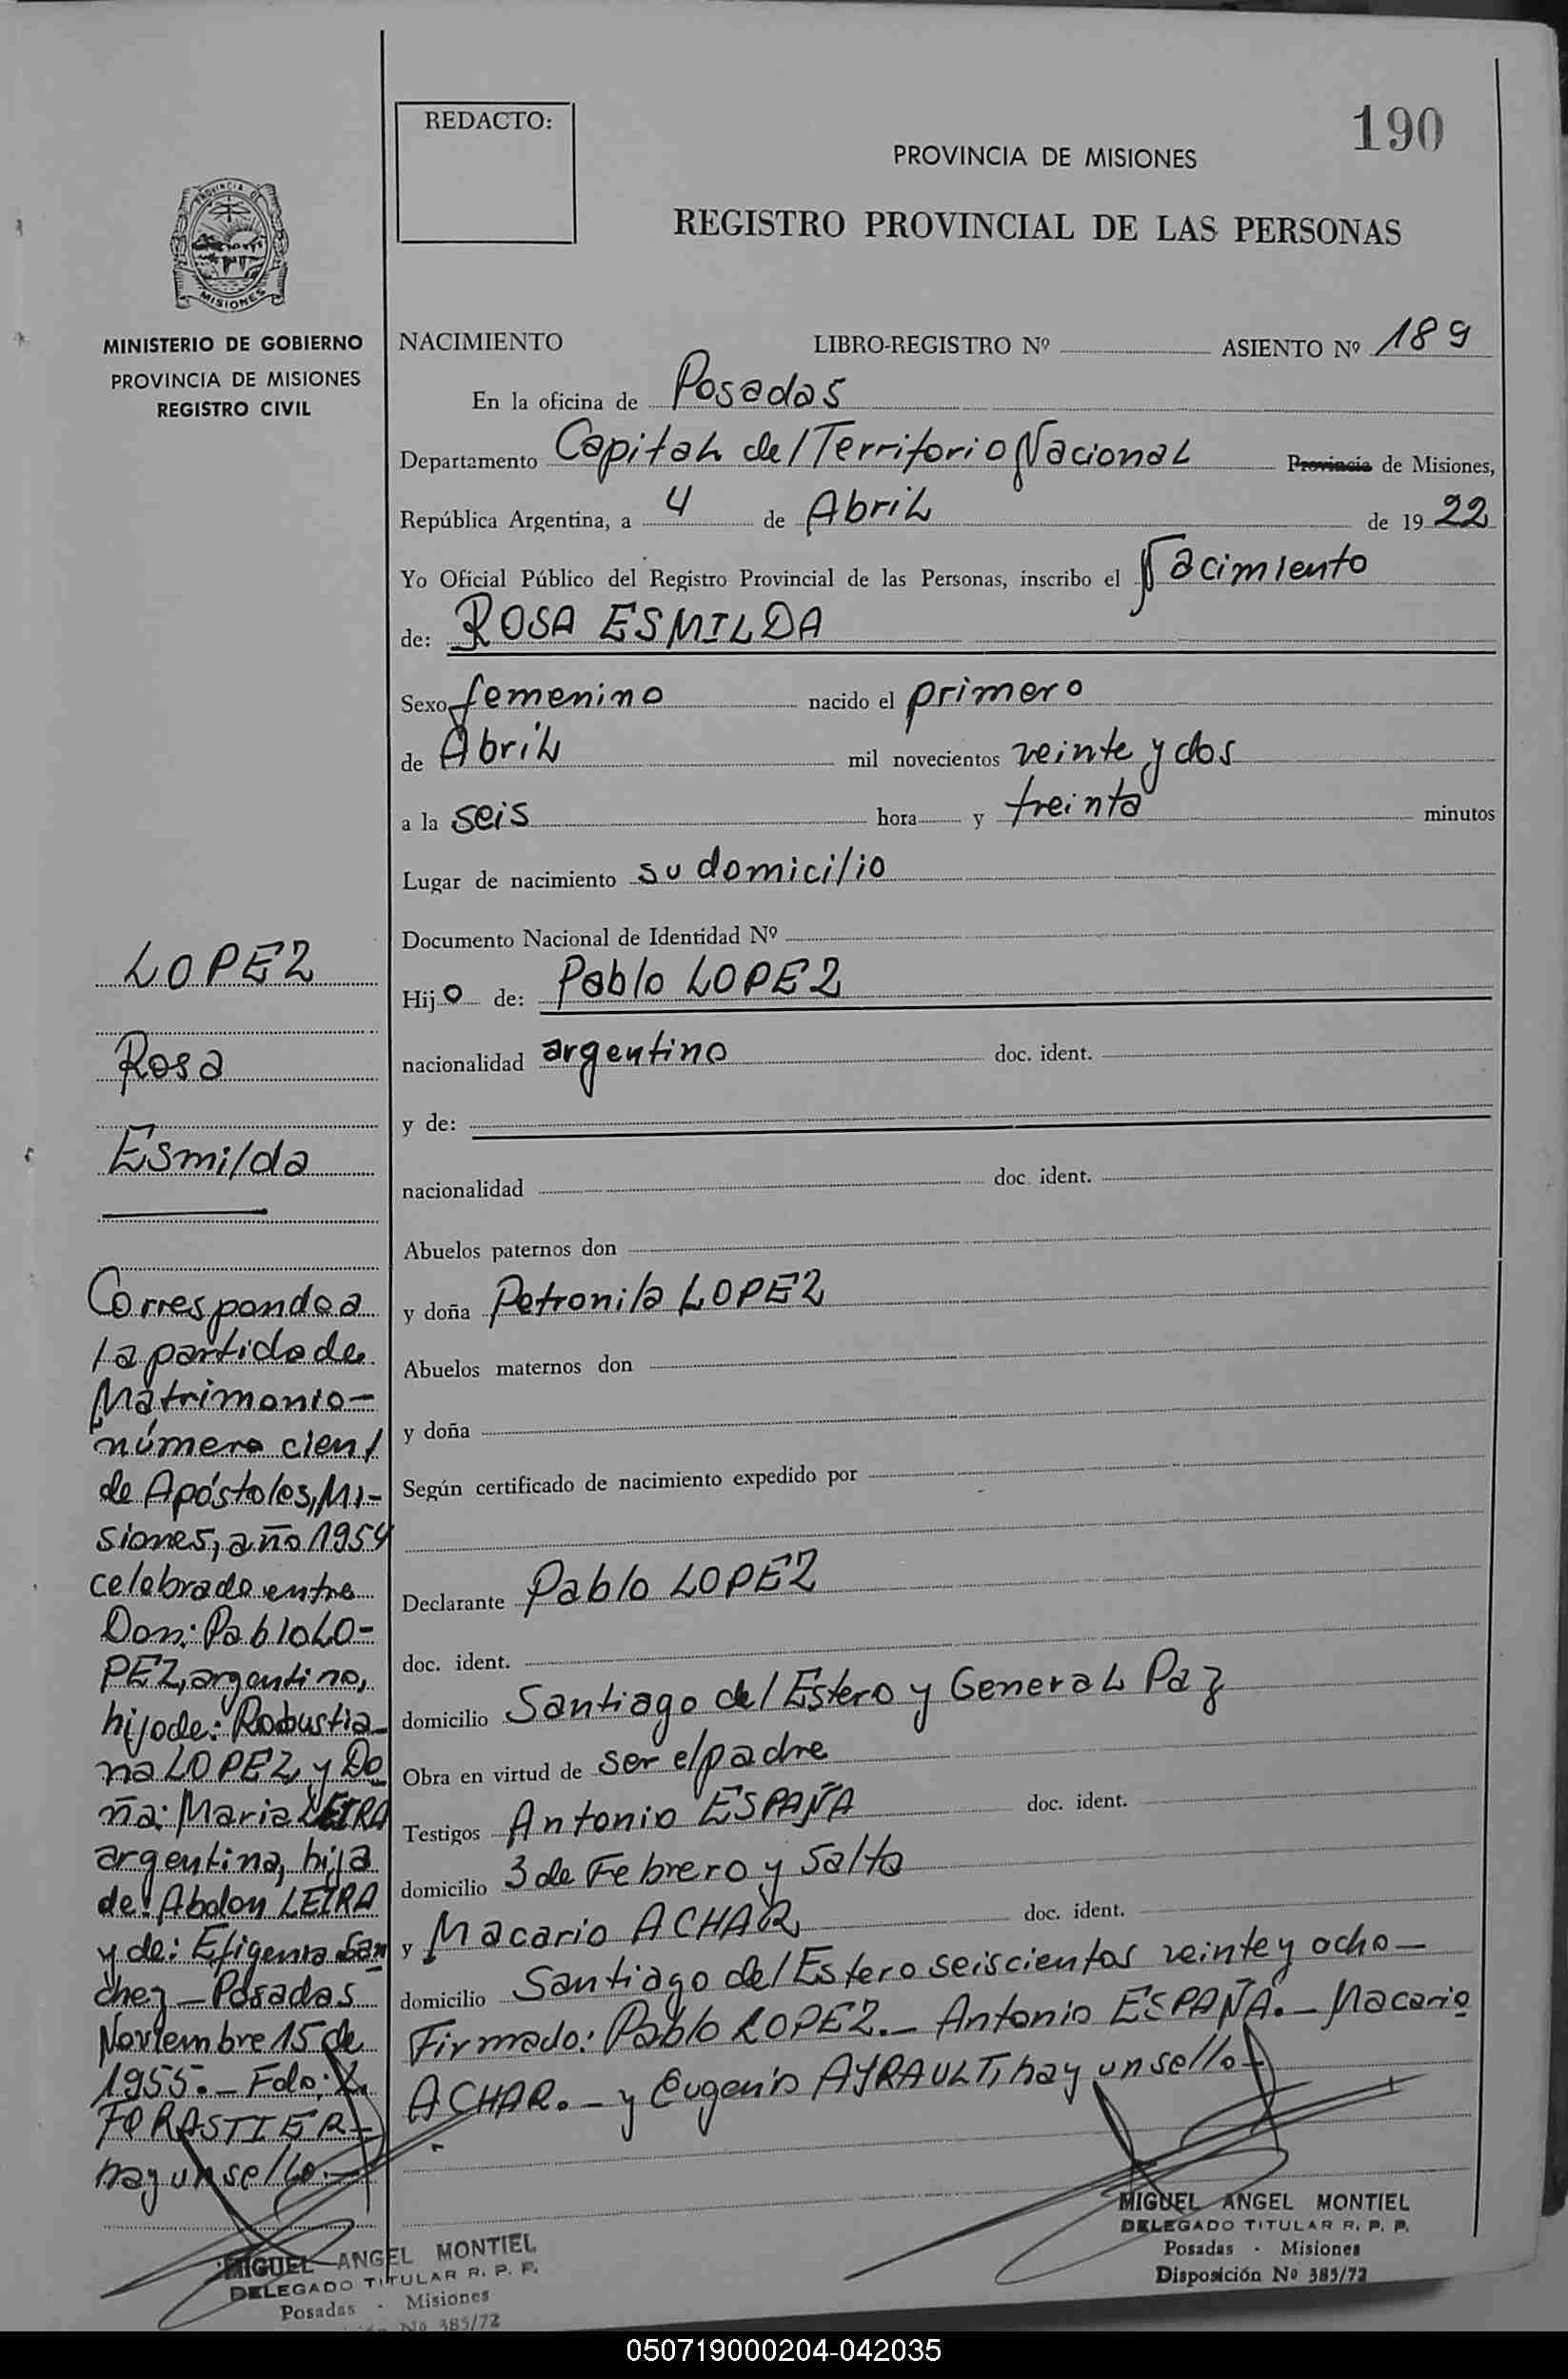 190
REDACTO:
PROVINCIA DE MISIONES
REGISTRO PROVINCIAL DE LAS PERSONAS
PROVINCIA DE
MISIONES
MINISTERIO DE GOBIERNO
PROVINCIA DE MISIONES
REGISTRO CIVIL
NACIMIENTO LIBRO-REGISTRO Nº ASIENTO Nº 189
En la oficina de Posadas
Departamento Capital del Territorio Nacional Provincia de Misiones,
República Argentina, a 4 de Abril de 1922
Yo Oficial Público del Registro Provincial de las Personas, inscribo el Nacimiento
de: ROSA ESMILDA
Sexo femenino nacido el primero
de Abril mil novecientos veinte y dos
a la seis hora y treinta minutos
Lugar de nacimiento su domicilio
Documento Nacional de Identidad Nº
Hijo de: Pablo LOPEZ
nacionalidad argentino doc. ident.
y de:
nacionalidad doc. ident.
Abuelos paternos don
y doña Petronila LOPEZ
Abuelos maternos don
y doña
Según certificado de nacimiento expedido por
Declarante Pablo LOPEZ
doc. ident.
domicilio Santiago del Estero y General Paz
Obra en virtud de ser el padre
Testigos Antonio ESPAÑA doc. ident.
domicilio 3 de Febrero y Salta
y Macario ACHAR doc. ident.
domicilio Santiago del Estero seiscientos veinte y ocho—
Firmado: Pablo LOPEZ.— Antonio ESPAÑA.— Macario
ACHAR.— y Eugenio AYRAULT, hay un sello—
MIGUEL ANGEL MONTIEL
DELEGADO TITULAR R. P. P.
Posadas - Misiones
Disposición Nº 385/72
LOPEZ
Rosa
Esmilda
Corresponde a
la partida de
Matrimonio—
número cien
de Apóstoles, Mi-
siones, año 1954
celebrado entre
Don: Pablo LO-
PEZ, argentino,
hijo de: Robustia-
na LOPEZ y Do
ña: Maria LEIRA
argentina, hija
de: Abdon LEIRA
y de: Efigenia San
chez — Posadas
Noviembre 15 de
1955.— Fdo:
FORASTIER—
hay un sello.—
MIGUEL ANGEL MONTIEL
DELEGADO TITULAR R. P. P.
Posadas - Misiones
Nº 385/72
050719000204-042035